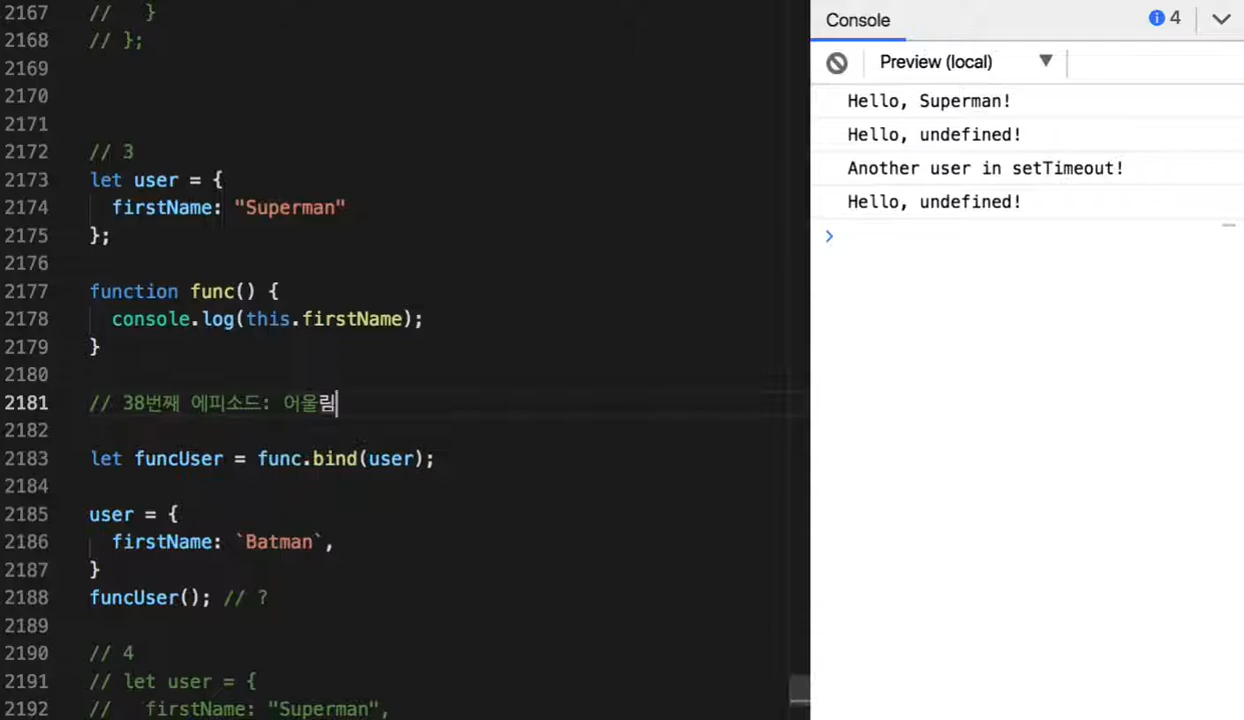 2167 //   }
2168 // };
2169
2170
2171
2172 // 3
2173 let user = {
2174   firstName: "Superman"
2175 };
2176
2177 function func() {
2178   console.log(this.firstName);
2179 }
2180
2181 // 38번째 에피소드: 어울림
2182
2183 let funcUser = func.bind(user);
2184
2185 user = {
2186   firstName: `Batman`,
2187 }
2188 funcUser(); // ?
2189
2190 // 4
2191 // let user = {
2192 //   firstName: "Superman",
Console
4
Preview (local) ▼
Hello, Superman!
Hello, undefined!
Another user in setTimeout!
Hello, undefined!
>